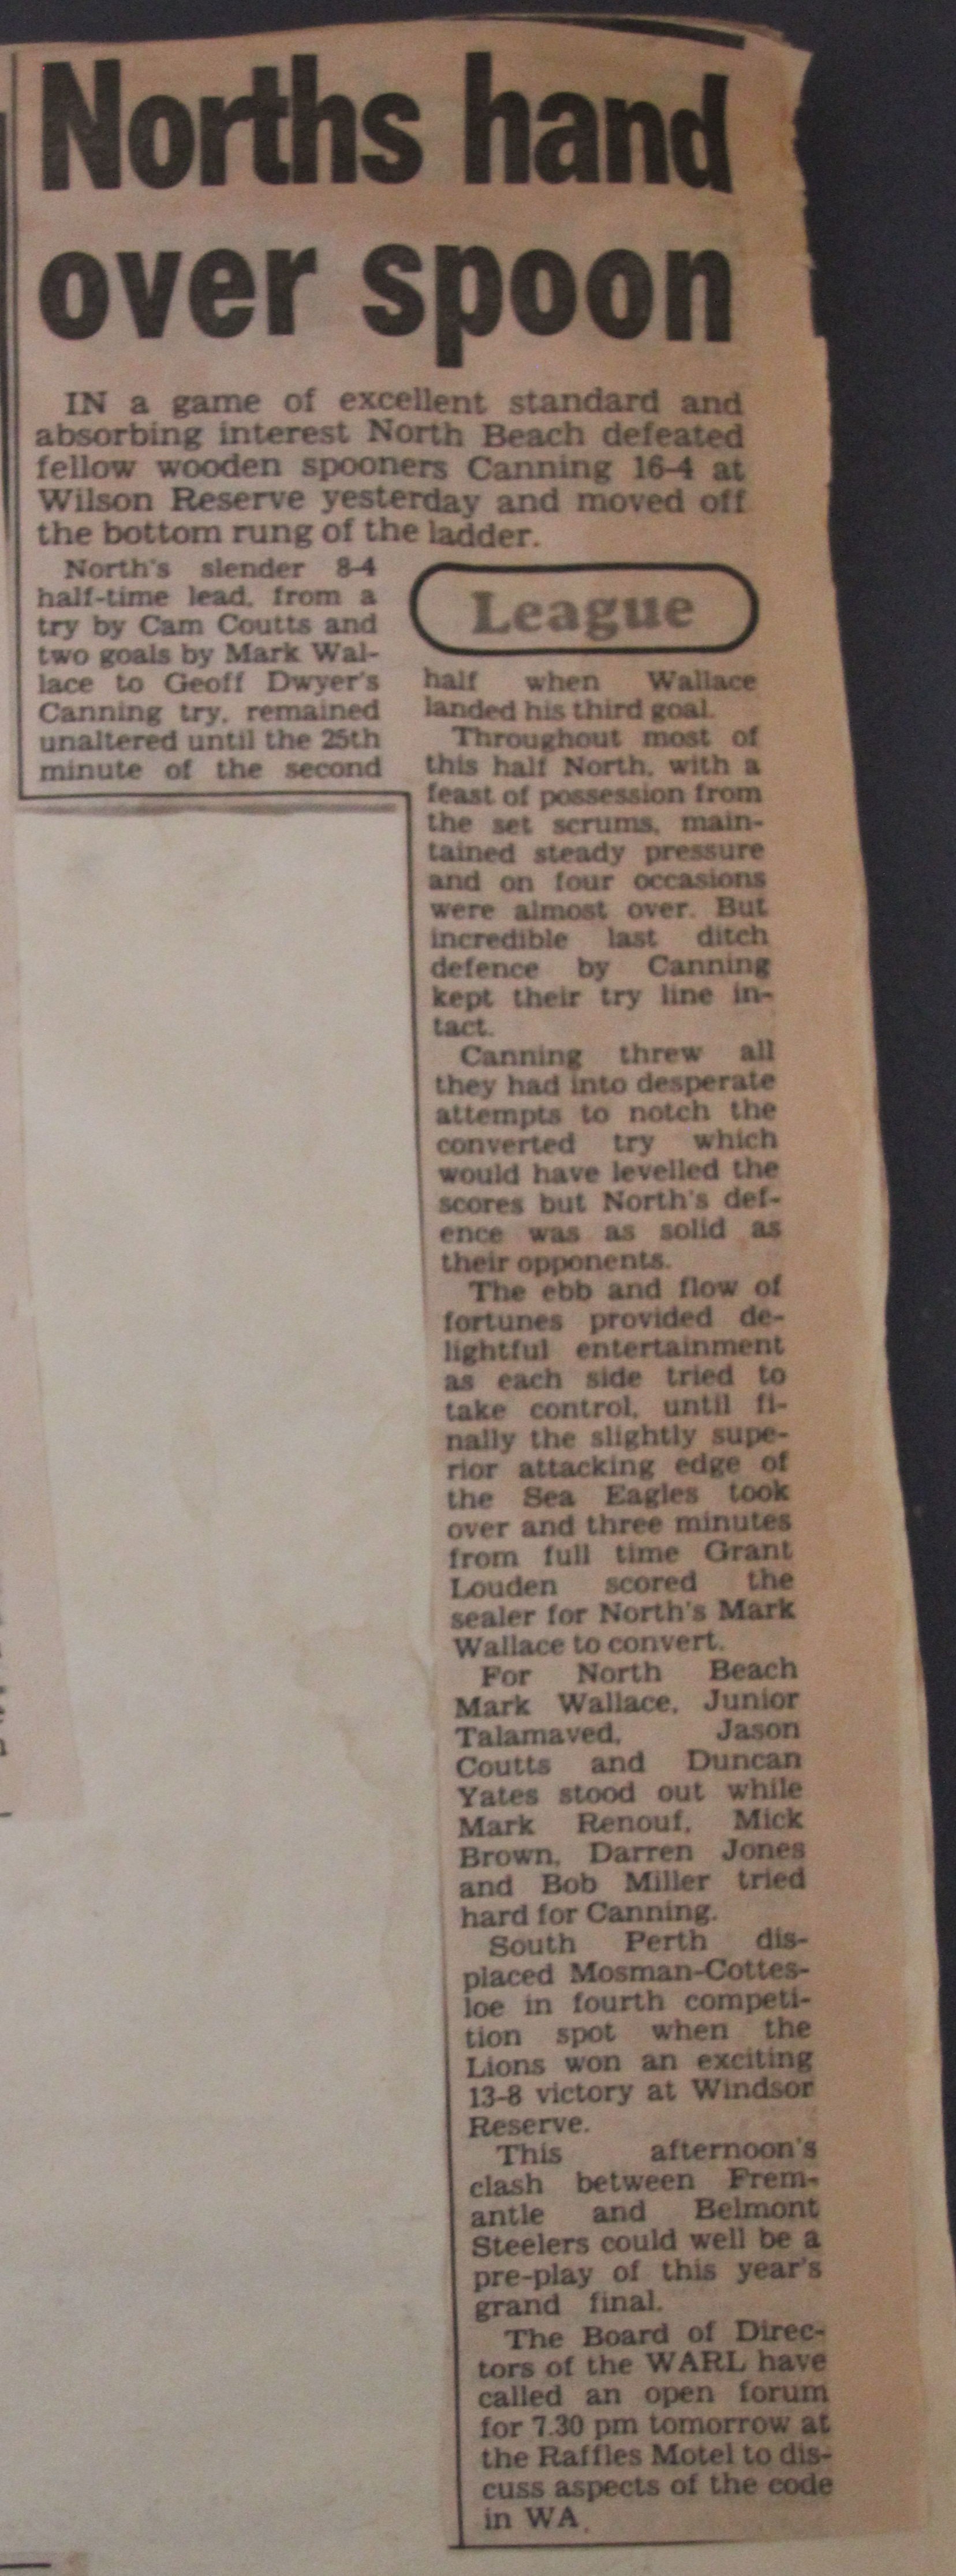 Norths hand
over spoon
IN a game of excellent standard and
absorbing interest North Beach defeated
fellow wooden spooners Canning 16-4 at
Wilson Reserve yesterday and moved off
the bottom rung of the ladder.
North's slender 8-4
half-time lead, from a
try by Cam Coutts and
two goals by Mark Wal-
lace to Geoff Dwyer's
Canning try, remained
unaltered until the 25th
minute of the second
League
half when Wallace
landed his third goal.
Throughout most of
this half North, with a
feast of possession from
the set scrums, main-
tained steady pressure
and on four occasions
were almost over. But
incredible last ditch
defence by Canning
kept their try line in-
tact.
Canning threw all
they had into desperate
attempts to notch the
converted try which
would have levelled the
scores but North's def-
ence was as solid as
their opponents.
The ebb and flow of
fortunes provided de-
lightful entertainment
as each side tried to
take control, until fi-
nally the slightly supe-
rior attacking edge of
the Sea Eagles took
over and three minutes
from full time Grant
Louden scored the
sealer for North's Mark
Wallace to convert.
For North Beach
Mark Wallace, Junior
Talamaved, Jason
Coutts and Duncan
Yates stood out while
Mark Renouf, Mick
Brown, Darren Jones
and Bob Miller tried
hard for Canning.
South Perth dis-
placed Mosman-Cottes-
loe in fourth competi-
tion spot when the
Lions won an exciting
13-8 victory at Windsor
Reserve.
This afternoon's
clash between Frem-
antle and Belmont
Steelers could well be a
pre-play of this year's
grand final.
The Board of Direc-
tors of the WARL have
called an open forum
for 7.30 pm tomorrow at
the Raffles Motel to dis-
cuss aspects of the code
in WA.